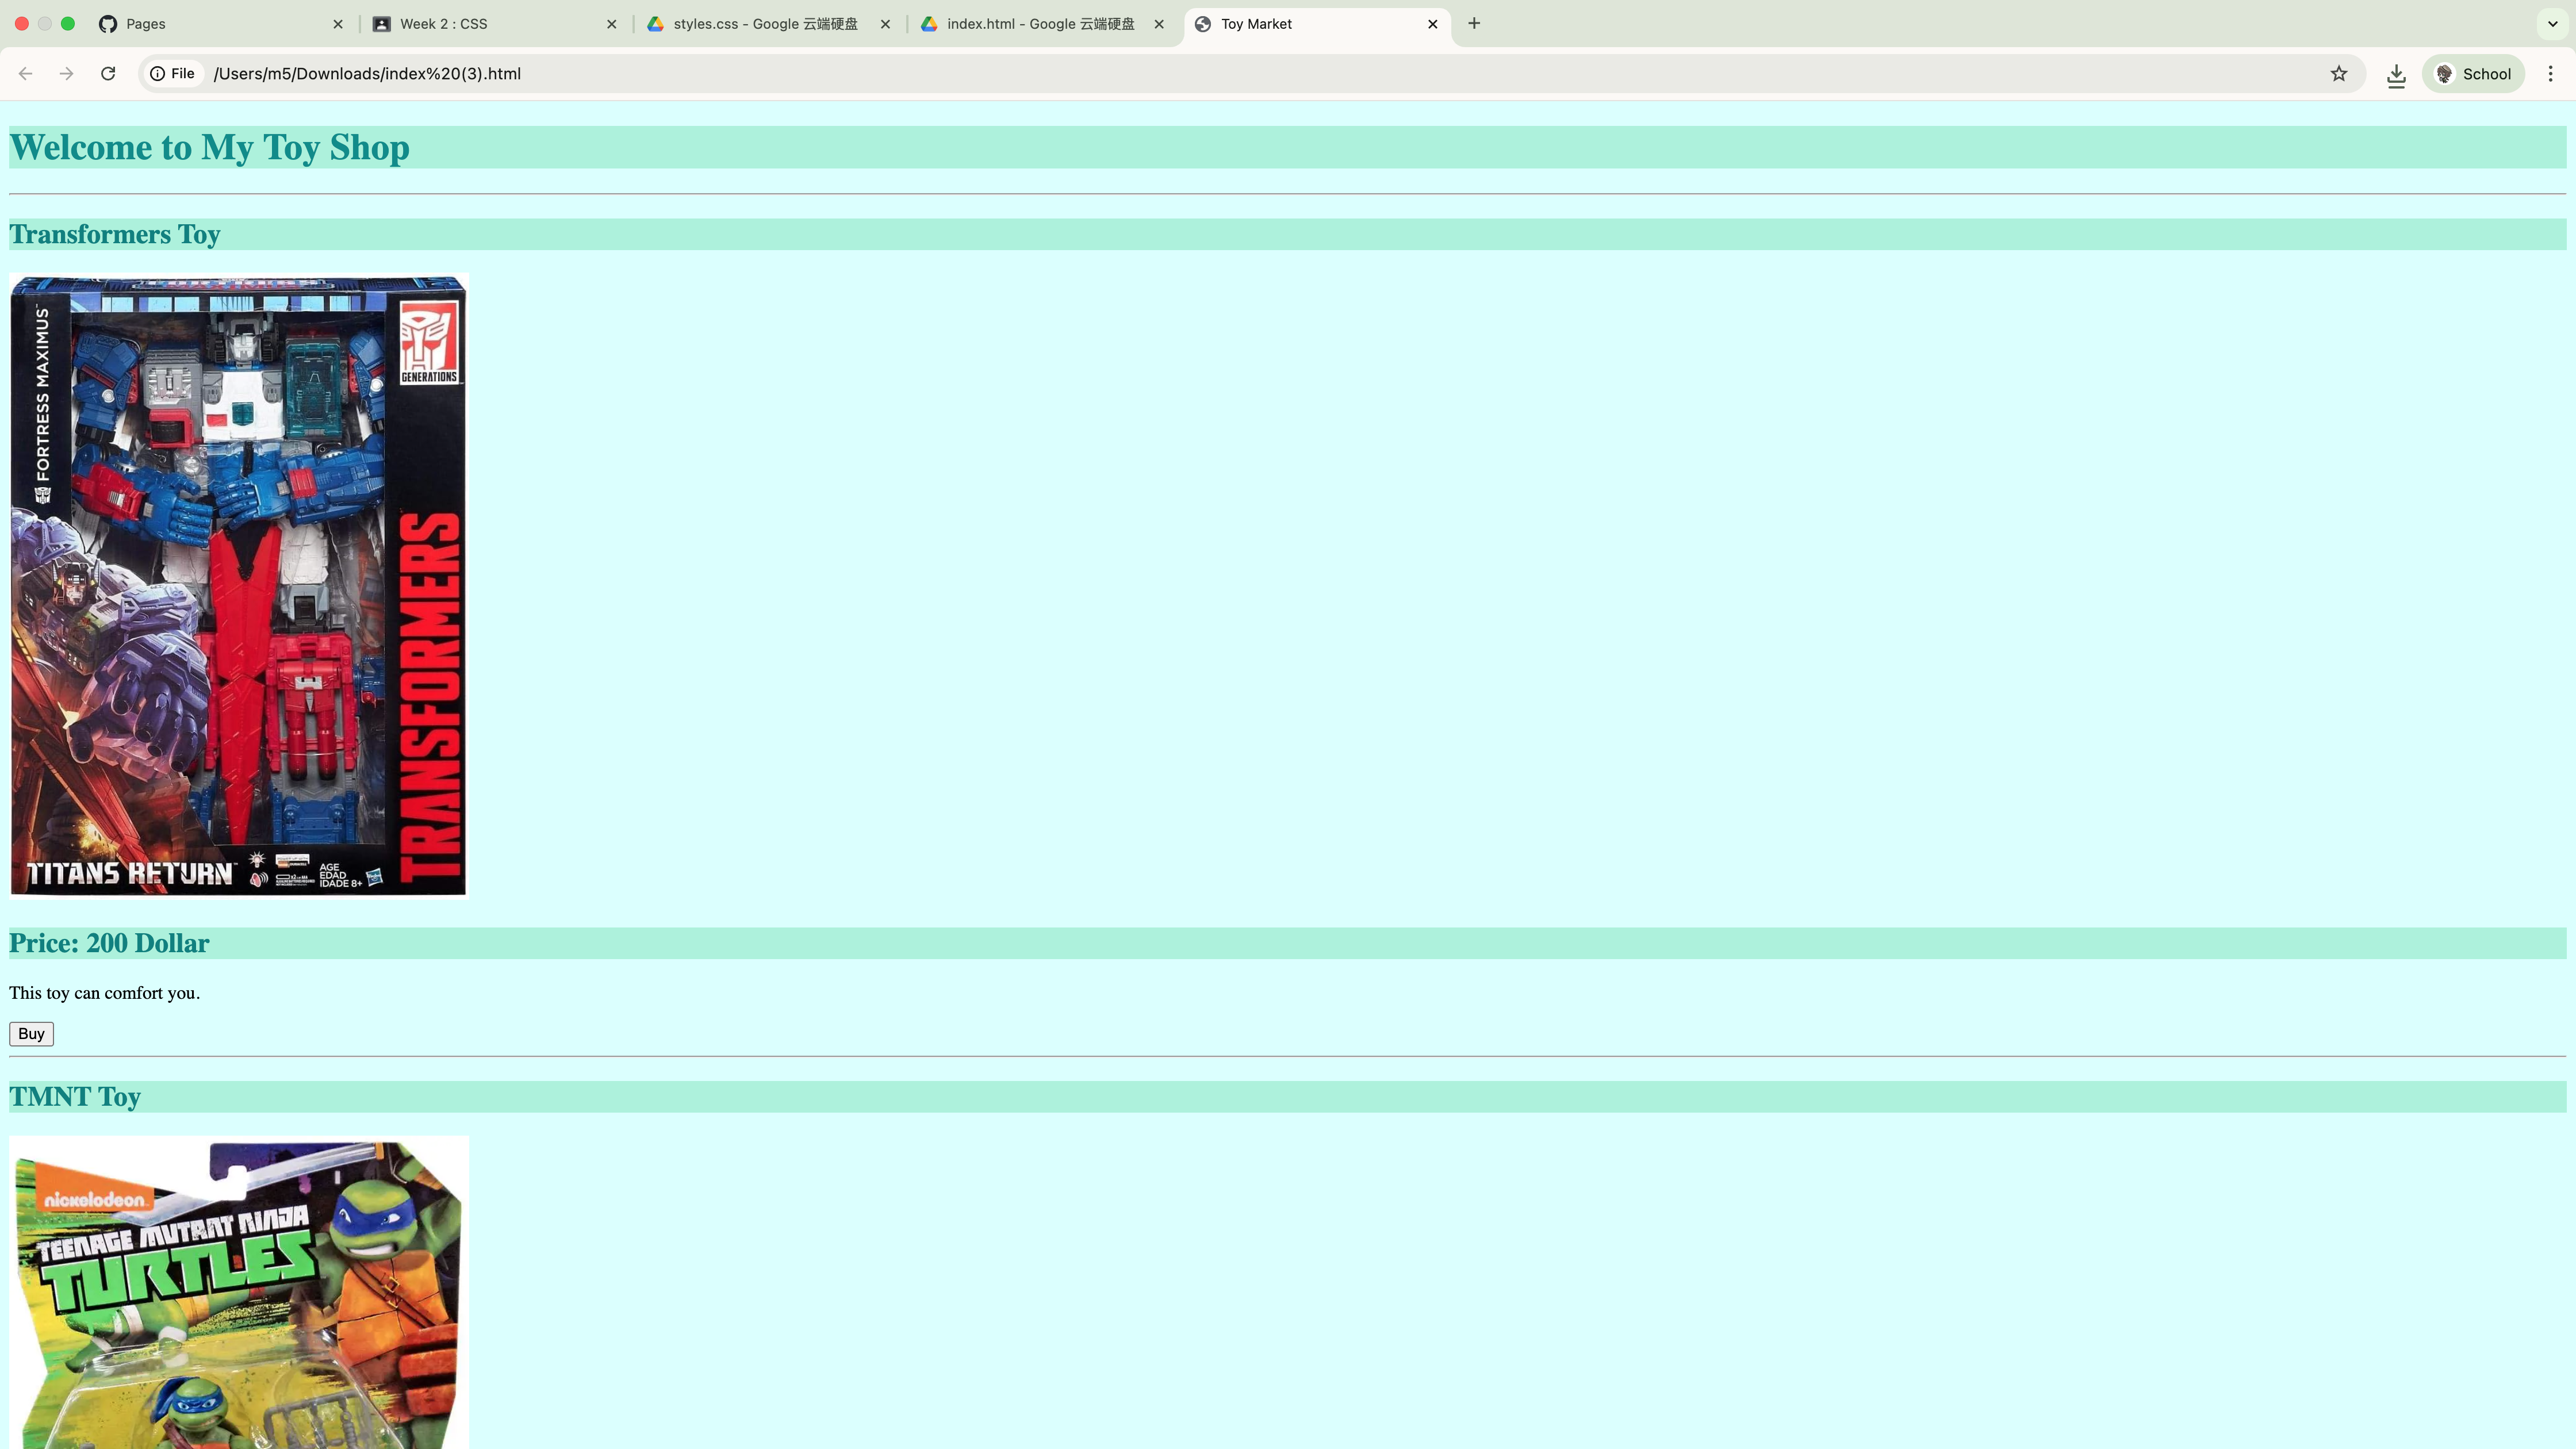 Pages
Week 2 : CSS
styles.css - Google 云端硬盘
index.html - Google 云端硬盘
Toy Market
File
/Users/m5/Downloads/index%20(3).html
School
Welcome to My Toy Shop
Transformers Toy
FORTRESS MAXIMUS
GENERATIONS
TRANSFORMERS
TITANS RETURN
AGE
EDAD
IDADE 8+
Price: 200 Dollar
This toy can comfort you.
Buy
TMNT Toy
nickelodeon
TEENAGE MUTANT NINJA
TURTLES